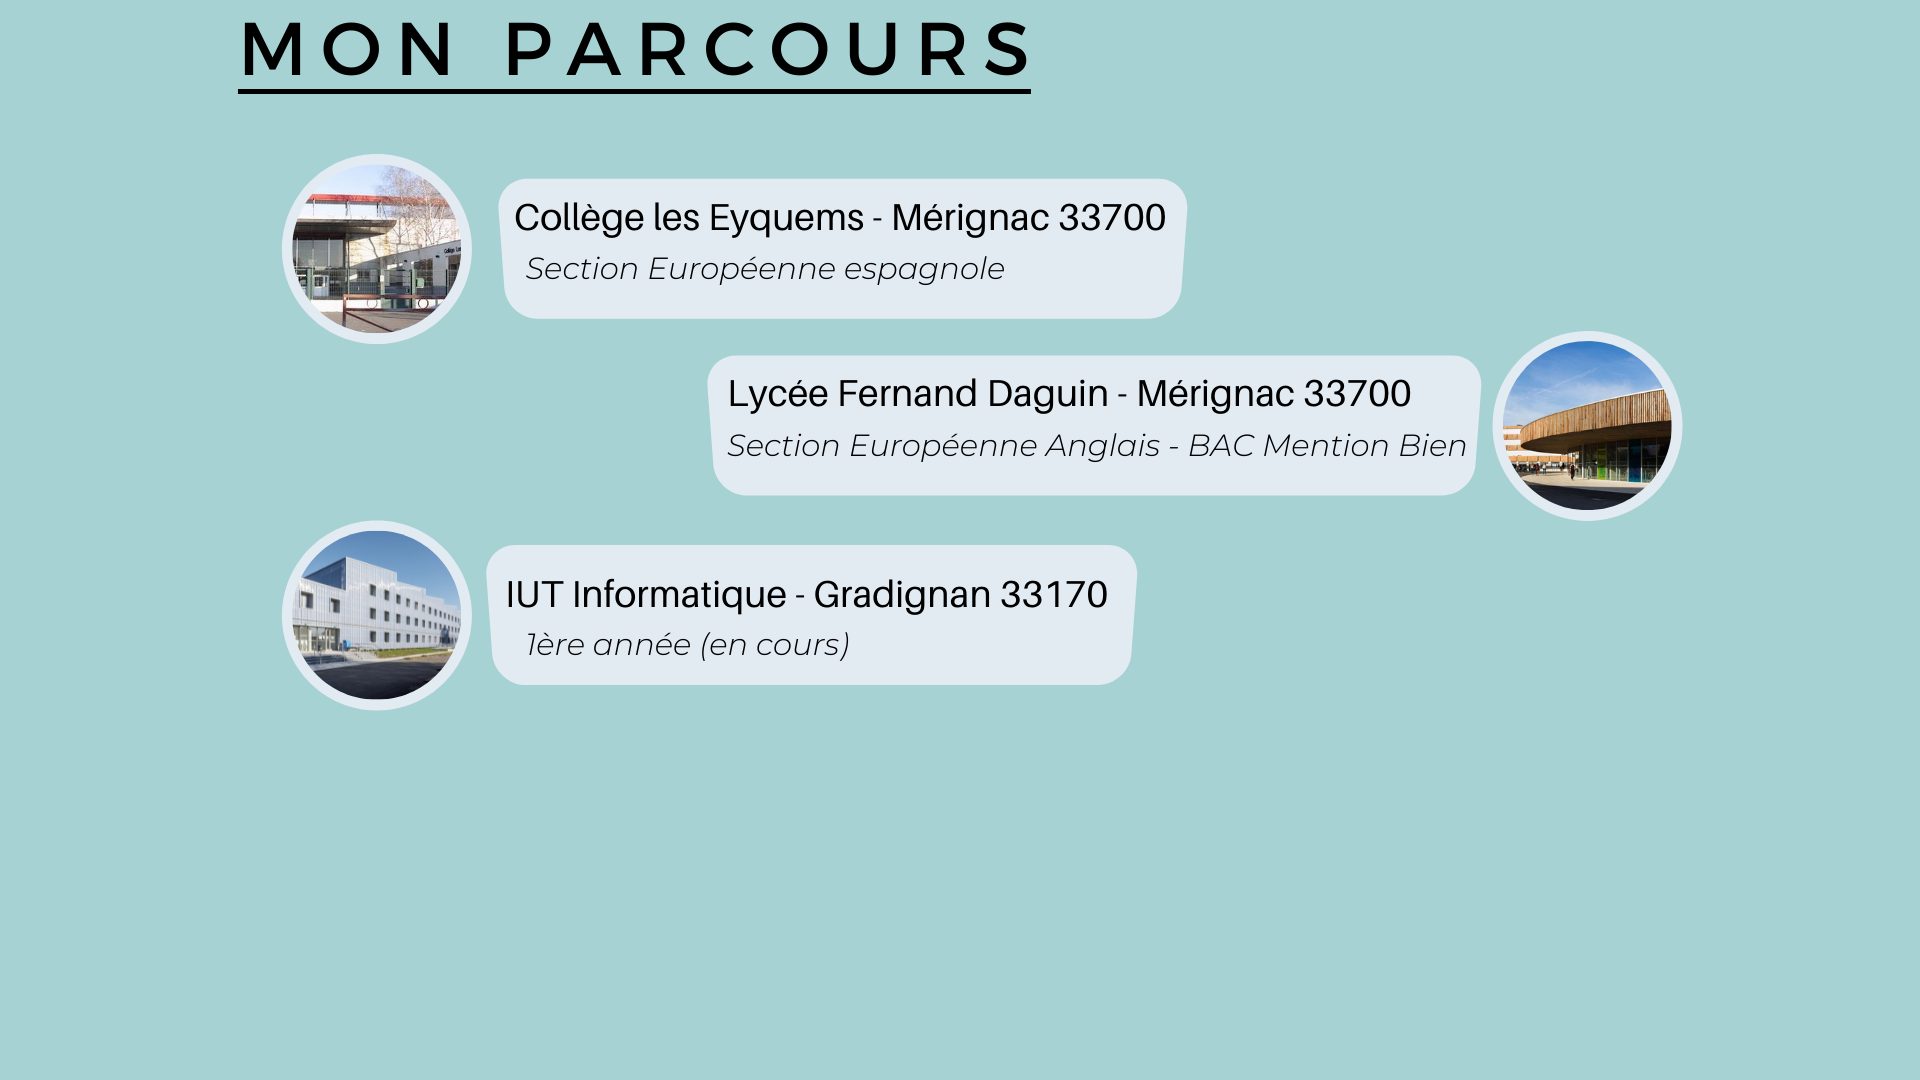 MON PARCOURS
Collège les Eyquems - Mérignac 33700
Section Européenne espagnole
Lycée Fernand Daguin - Mérignac 33700
Section Européenne Anglais - BAC Mention Bien
IUT Informatique - Gradignan 33170
1ère année (en cours)